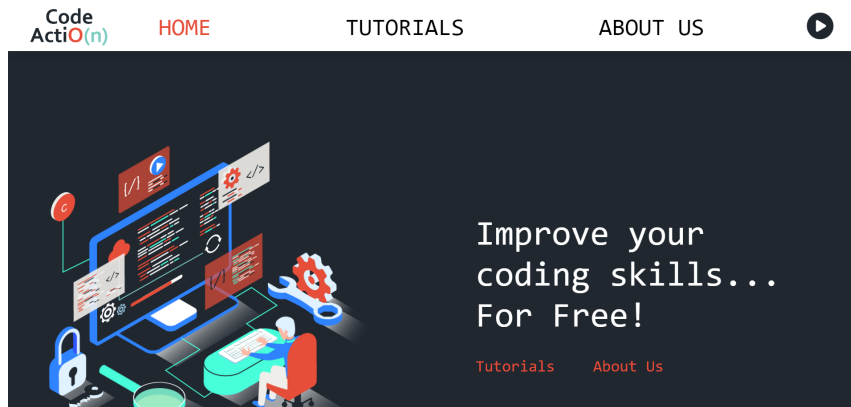 Code
ActiO(n)
HOME TUTORIALS ABOUT US
[/]
</>
C
</>
Improve your
coding skills...
For Free!
Tutorials About Us